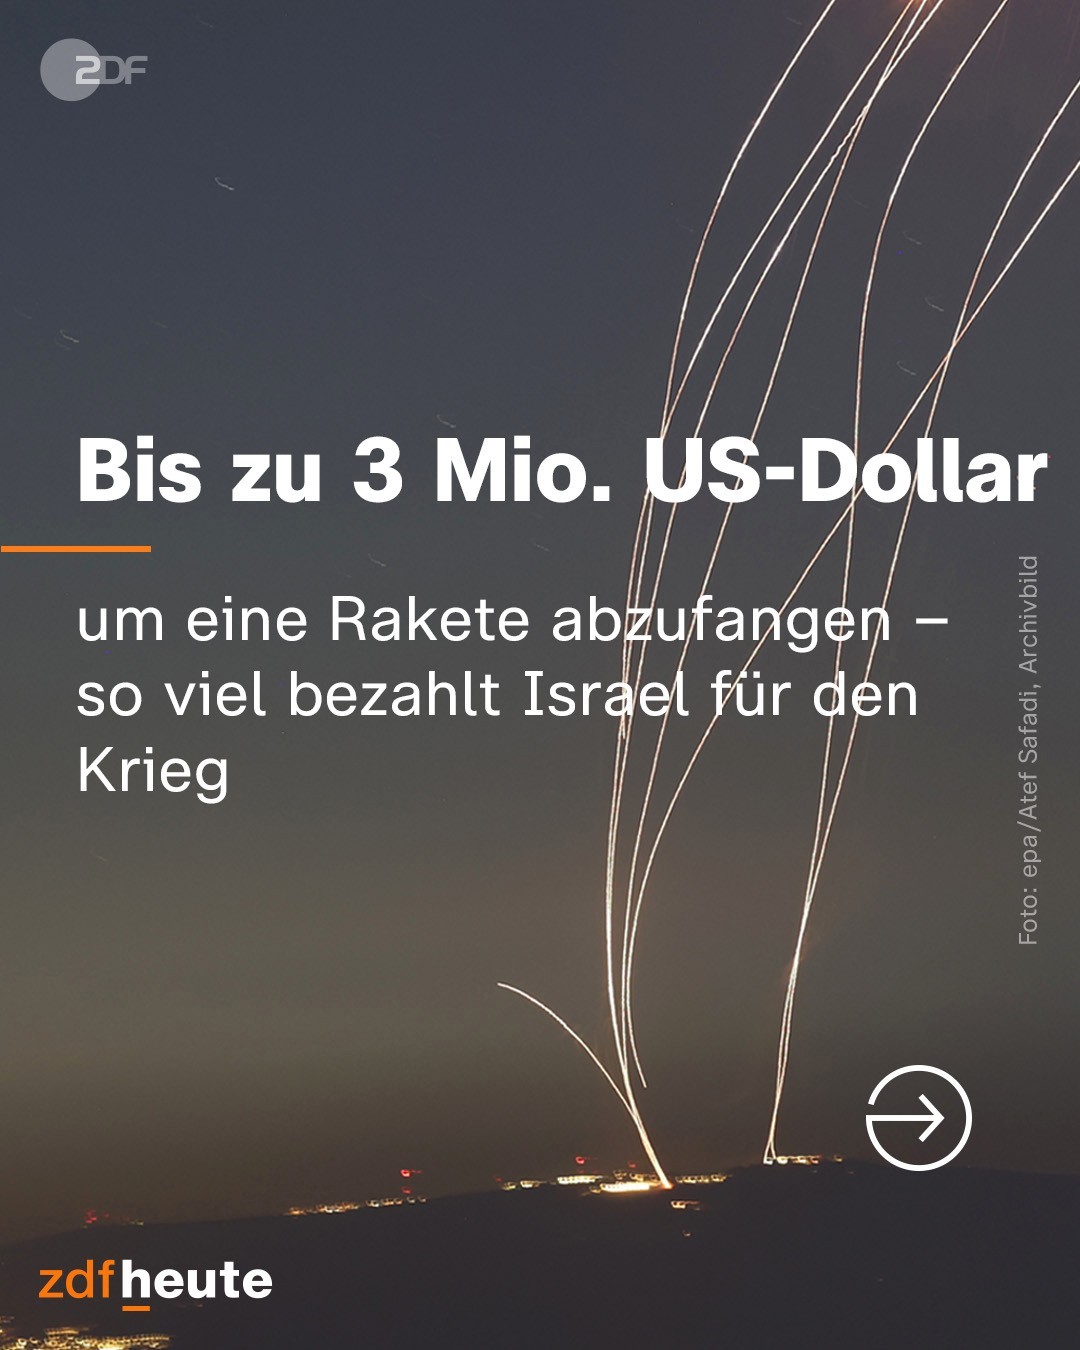 ZDF
Bis zu 3 Mio. US-Dollar
um eine Rakete abzufangen –
so viel bezahlt Israel für den
Krieg
Foto: epa/Atef Safadi, Archivbild
zdfheute